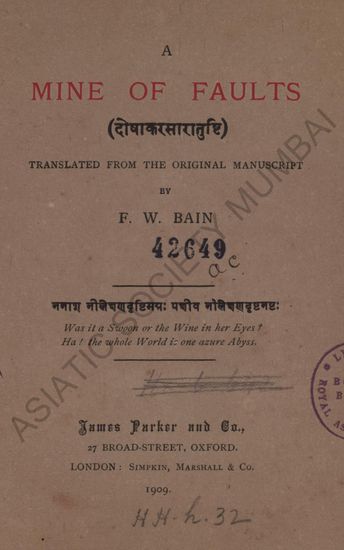 A
MINE OF FAULTS
(दोषाकरसारातुष्टि)
TRANSLATED FROM THE ORIGINAL MANUSCRIPT
BY
F. W. BAIN
42649
ac.
Was it a Swoon or the Wine in her Eyes?
Ha! the whole World is one azure Abyss.
James Parker and Co.,
27 BROAD-STREET, OXFORD.
LONDON: SIMPKIN, MARSHALL & CO.
1909.
HH-h. 32
ASIATIC SOCIETY MUMBAI